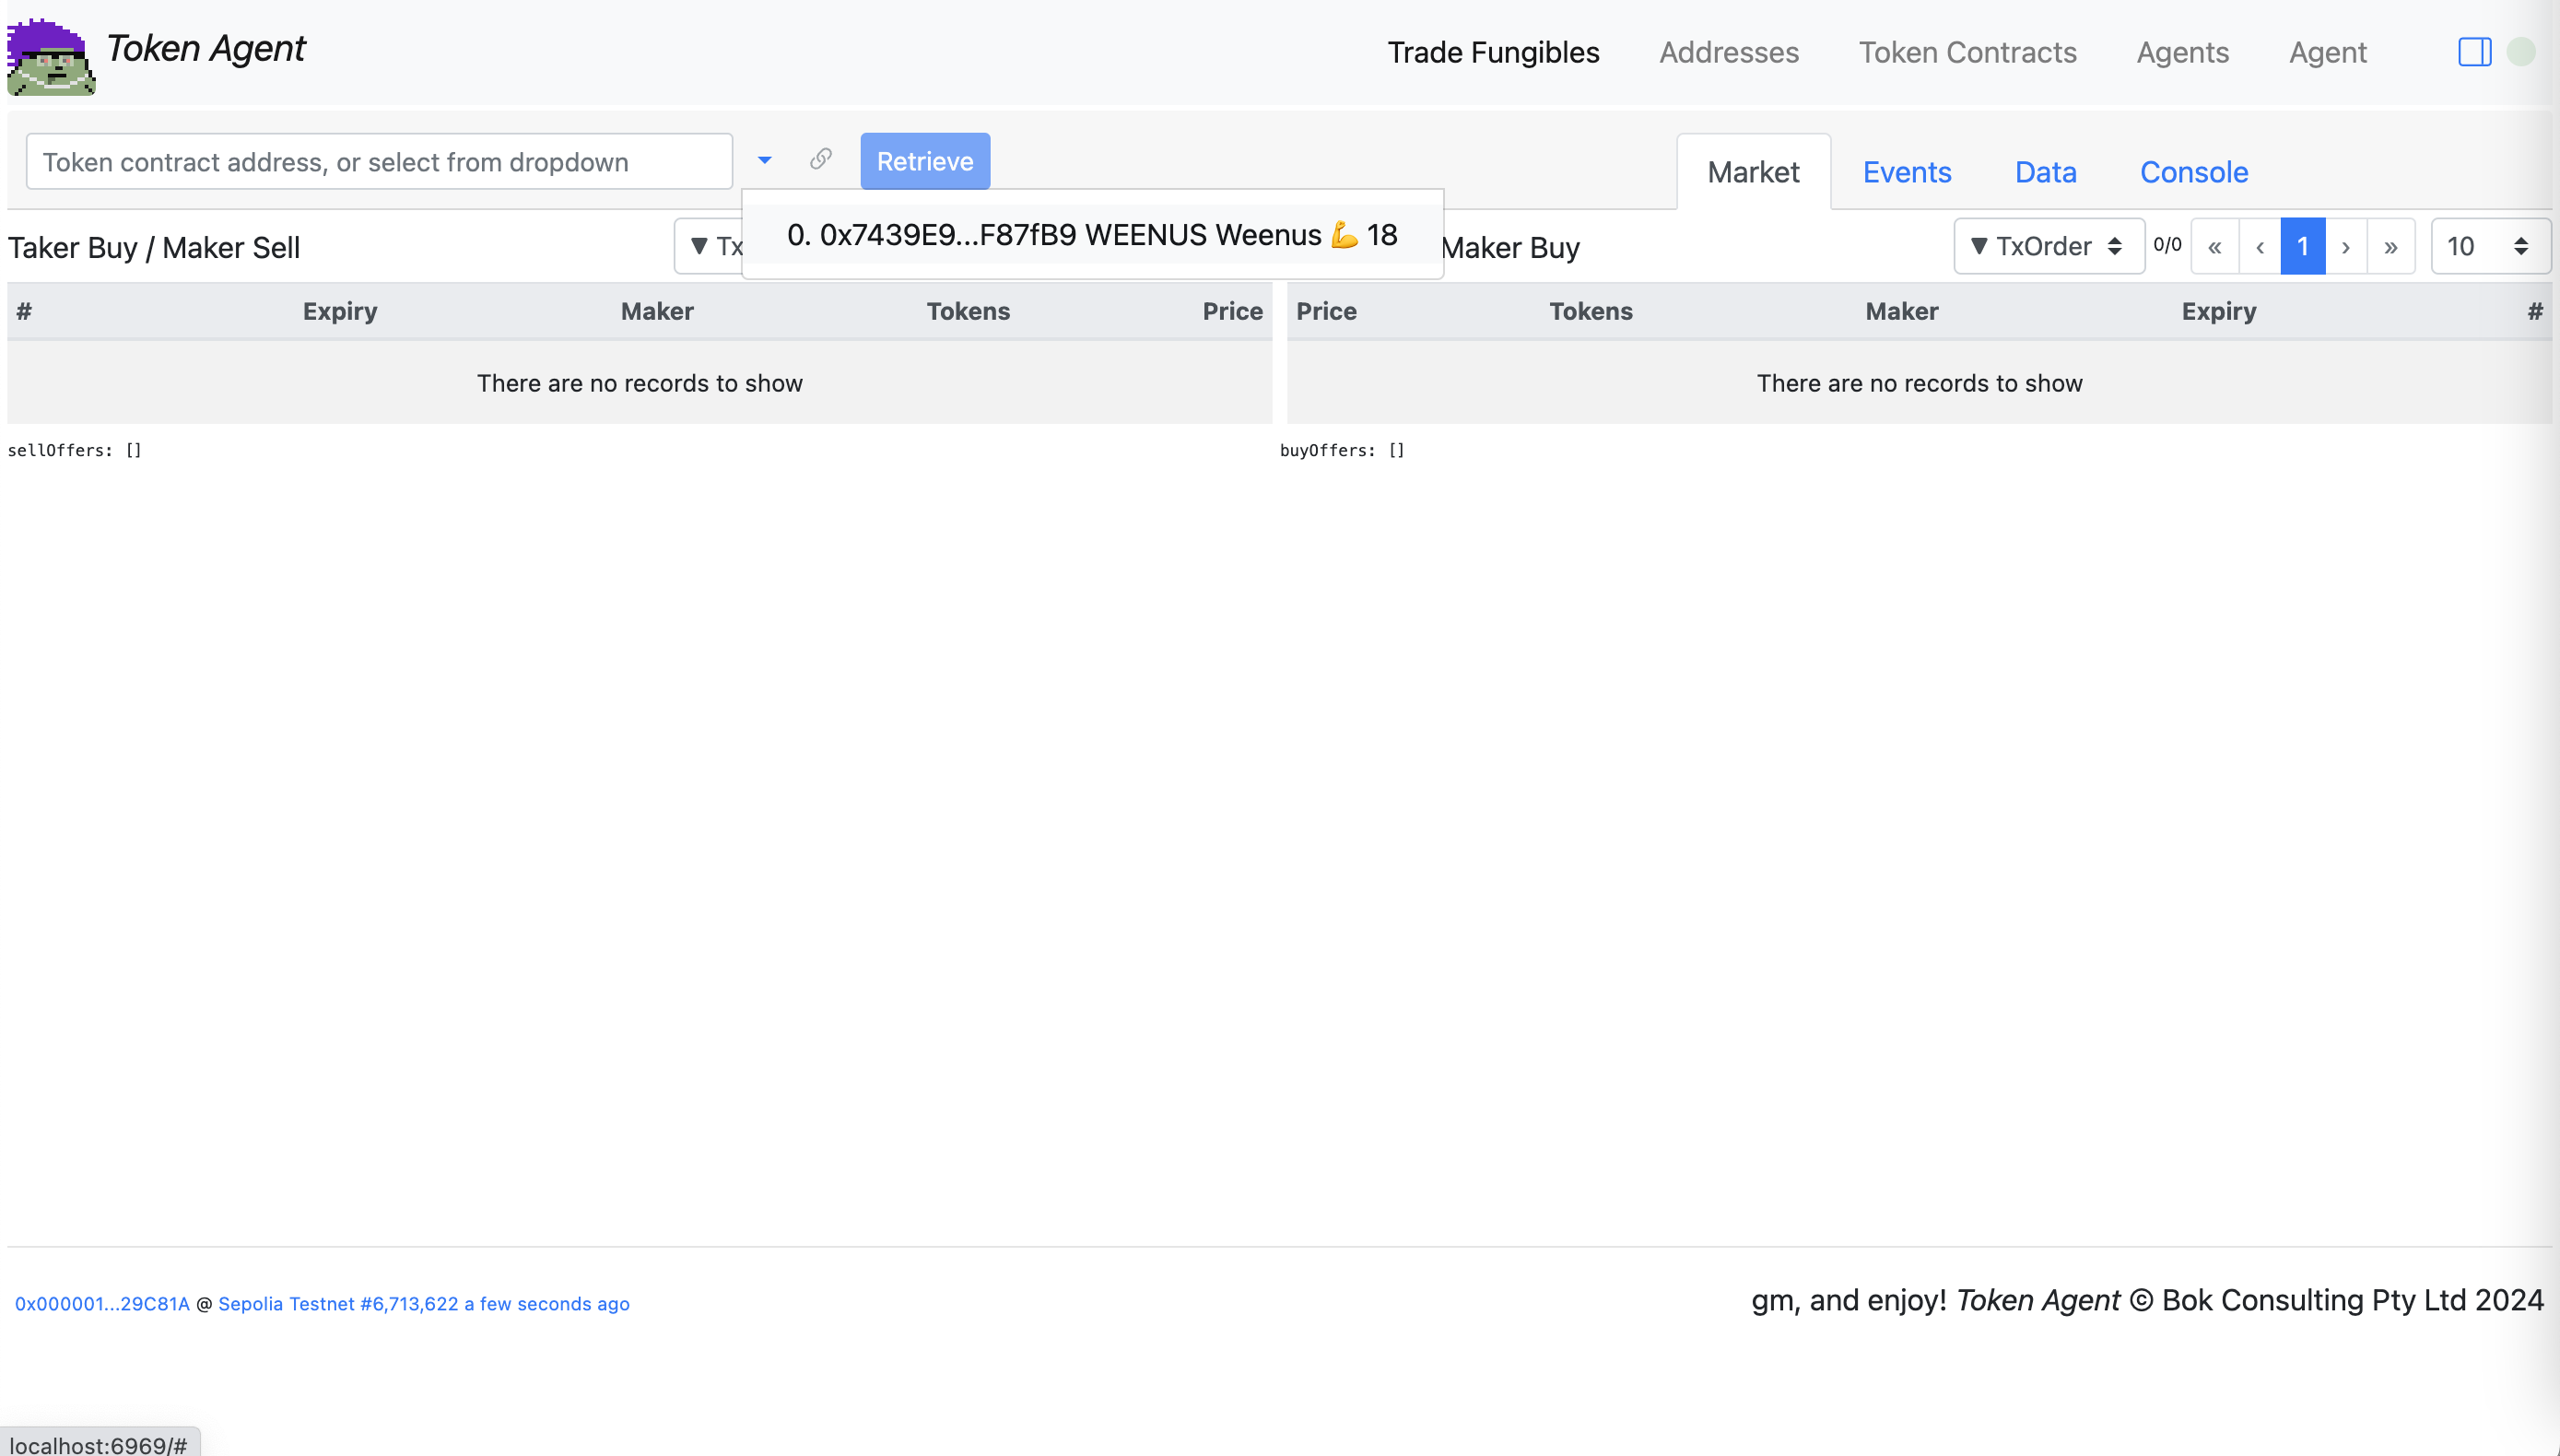 Token Agent
Trade Fungibles Addresses Token Contracts Agents Agent
Token contract address, or select from dropdown Retrieve Market Events Data Console
0. 0x7439E9...F87fB9 WEENUS Weenus 💪 18
Taker Buy / Maker Sell ▼ Tx Maker Buy ▼ TxOrder 0/0 « ‹ 1 › » 10
# Expiry Maker Tokens Price Price Tokens Maker Expiry #
There are no records to show There are no records to show
sellOffers: [] buyOffers: []
0x000001...29C81A @ Sepolia Testnet #6,713,622 a few seconds ago gm, and enjoy! Token Agent © Bok Consulting Pty Ltd 2024
localhost:6969/#